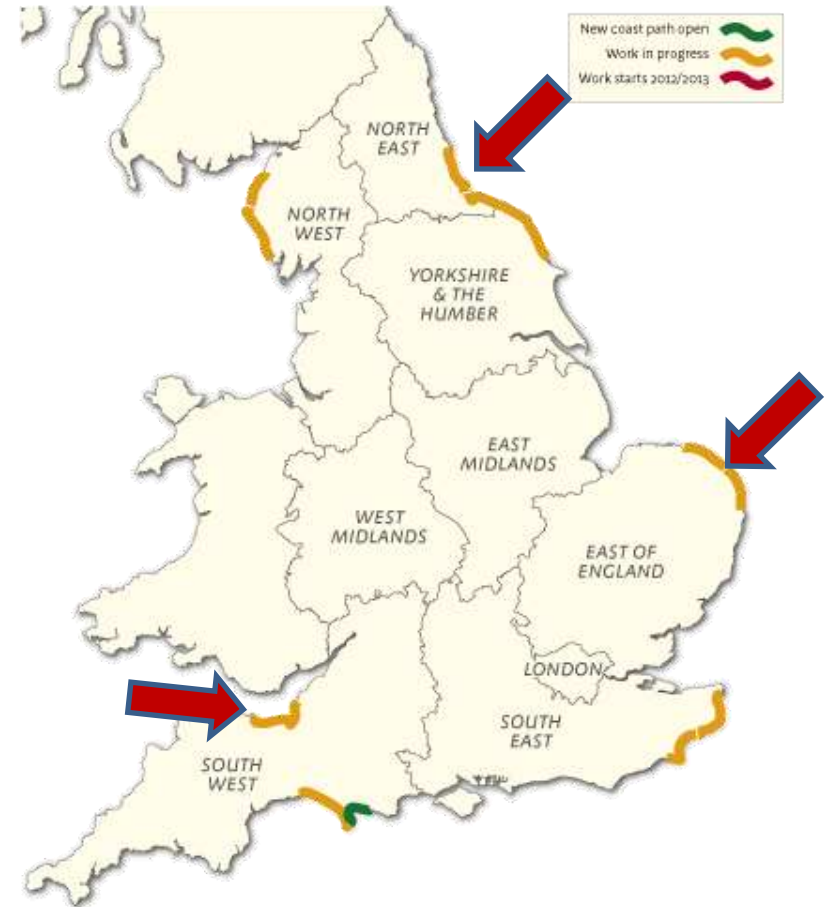 New coast path open
Work in progress
Work starts 2012/2013
NORTH
EAST
NORTH
WEST
YORKSHIRE
& THE
HUMBER
EAST
MIDLANDS
WEST
MIDLANDS
EAST OF
ENGLAND
LONDON
SOUTH
EAST
SOUTH
WEST